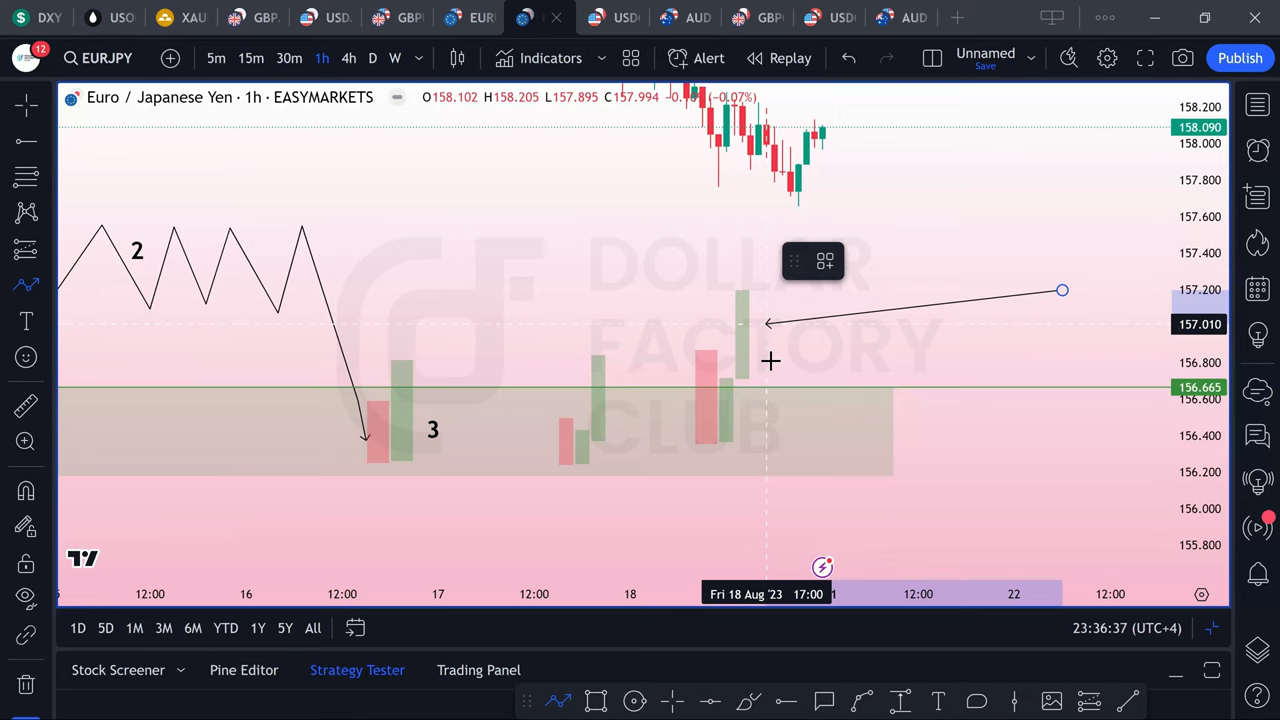 DXY USO XAU GBP. USD. GBP EUR USD AUD GBP USD AUD
12 EURJPY 5m 15m 30m 1h 4h D W Indicators Alert Replay Unnamed Save Publish
Euro / Japanese Yen · 1h · EASYMARKETS O158.102 H158.205 L157.895 C157.994 (-0.07%)
158.200
158.090
158.000
157.800
157.600
157.400
157.200
157.010
156.800
156.665
156.600
156.400
156.200
156.000
155.800
2
3
DOLLAR
FACTORY
CLUB
12:00 16 12:00 17 12:00 18 Fri 18 Aug '23 17:00 1 12:00 22 12:00
1D 5D 1M 3M 6M YTD 1Y 5Y All 23:36:37 (UTC+4)
Stock Screener Pine Editor Strategy Tester Trading Panel